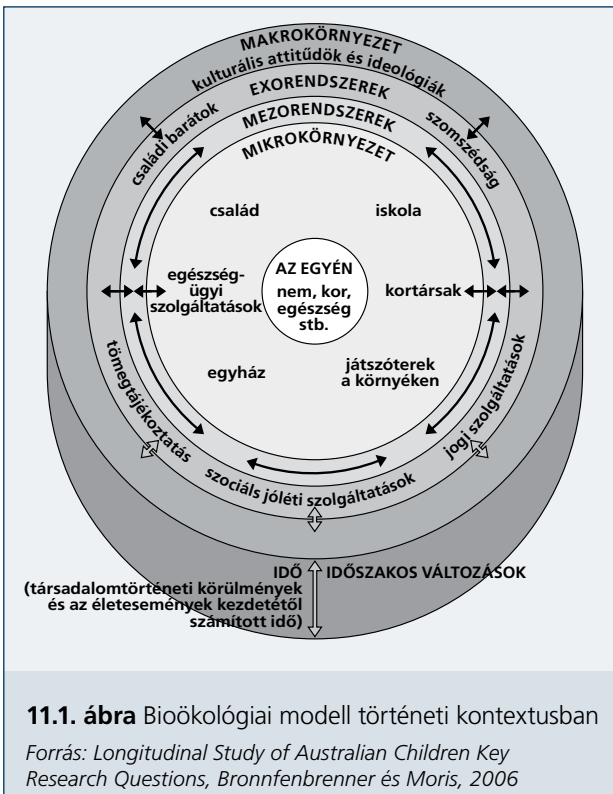 MAKROKÖRNYEZET
kulturális attitűdök és ideológiák
EXORENDSZEREK
MEZORENDSZEREK
MIKROKÖRNYEZET
családi barátok
szomszédság
család
iskola
AZ EGYÉN
nem, kor,
egészség
stb.
egészség-
ügyi
szolgáltatások
kortársak
egyház
játszóterek
a környéken
tömegtájékoztatás
szociáls jóléti szolgáltatások
jogi szolgáltatások
IDŐ
IDŐSZAKOS VÁLTOZÁSOK
(társadalomtörténeti körülmények
és az életesemények kezdetétől
számított idő)
11.1. ábra Bioökológiai modell történeti kontextusban
Forrás: Longitudinal Study of Australian Children Key
Research Questions, Bronnfenbrenner és Moris, 2006